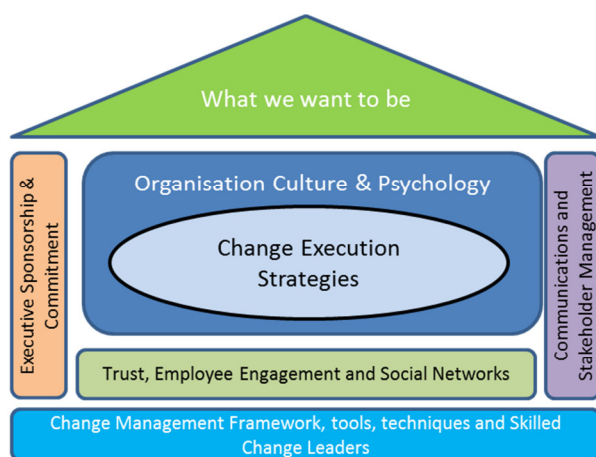 What we want to be
Executive Sponsorship &
Commitment
Organisation Culture & Psychology
Change Execution
Strategies
Communications and
Stakeholder Management
Trust, Employee Engagement and Social Networks
Change Management Framework, tools, techniques and Skilled
Change Leaders